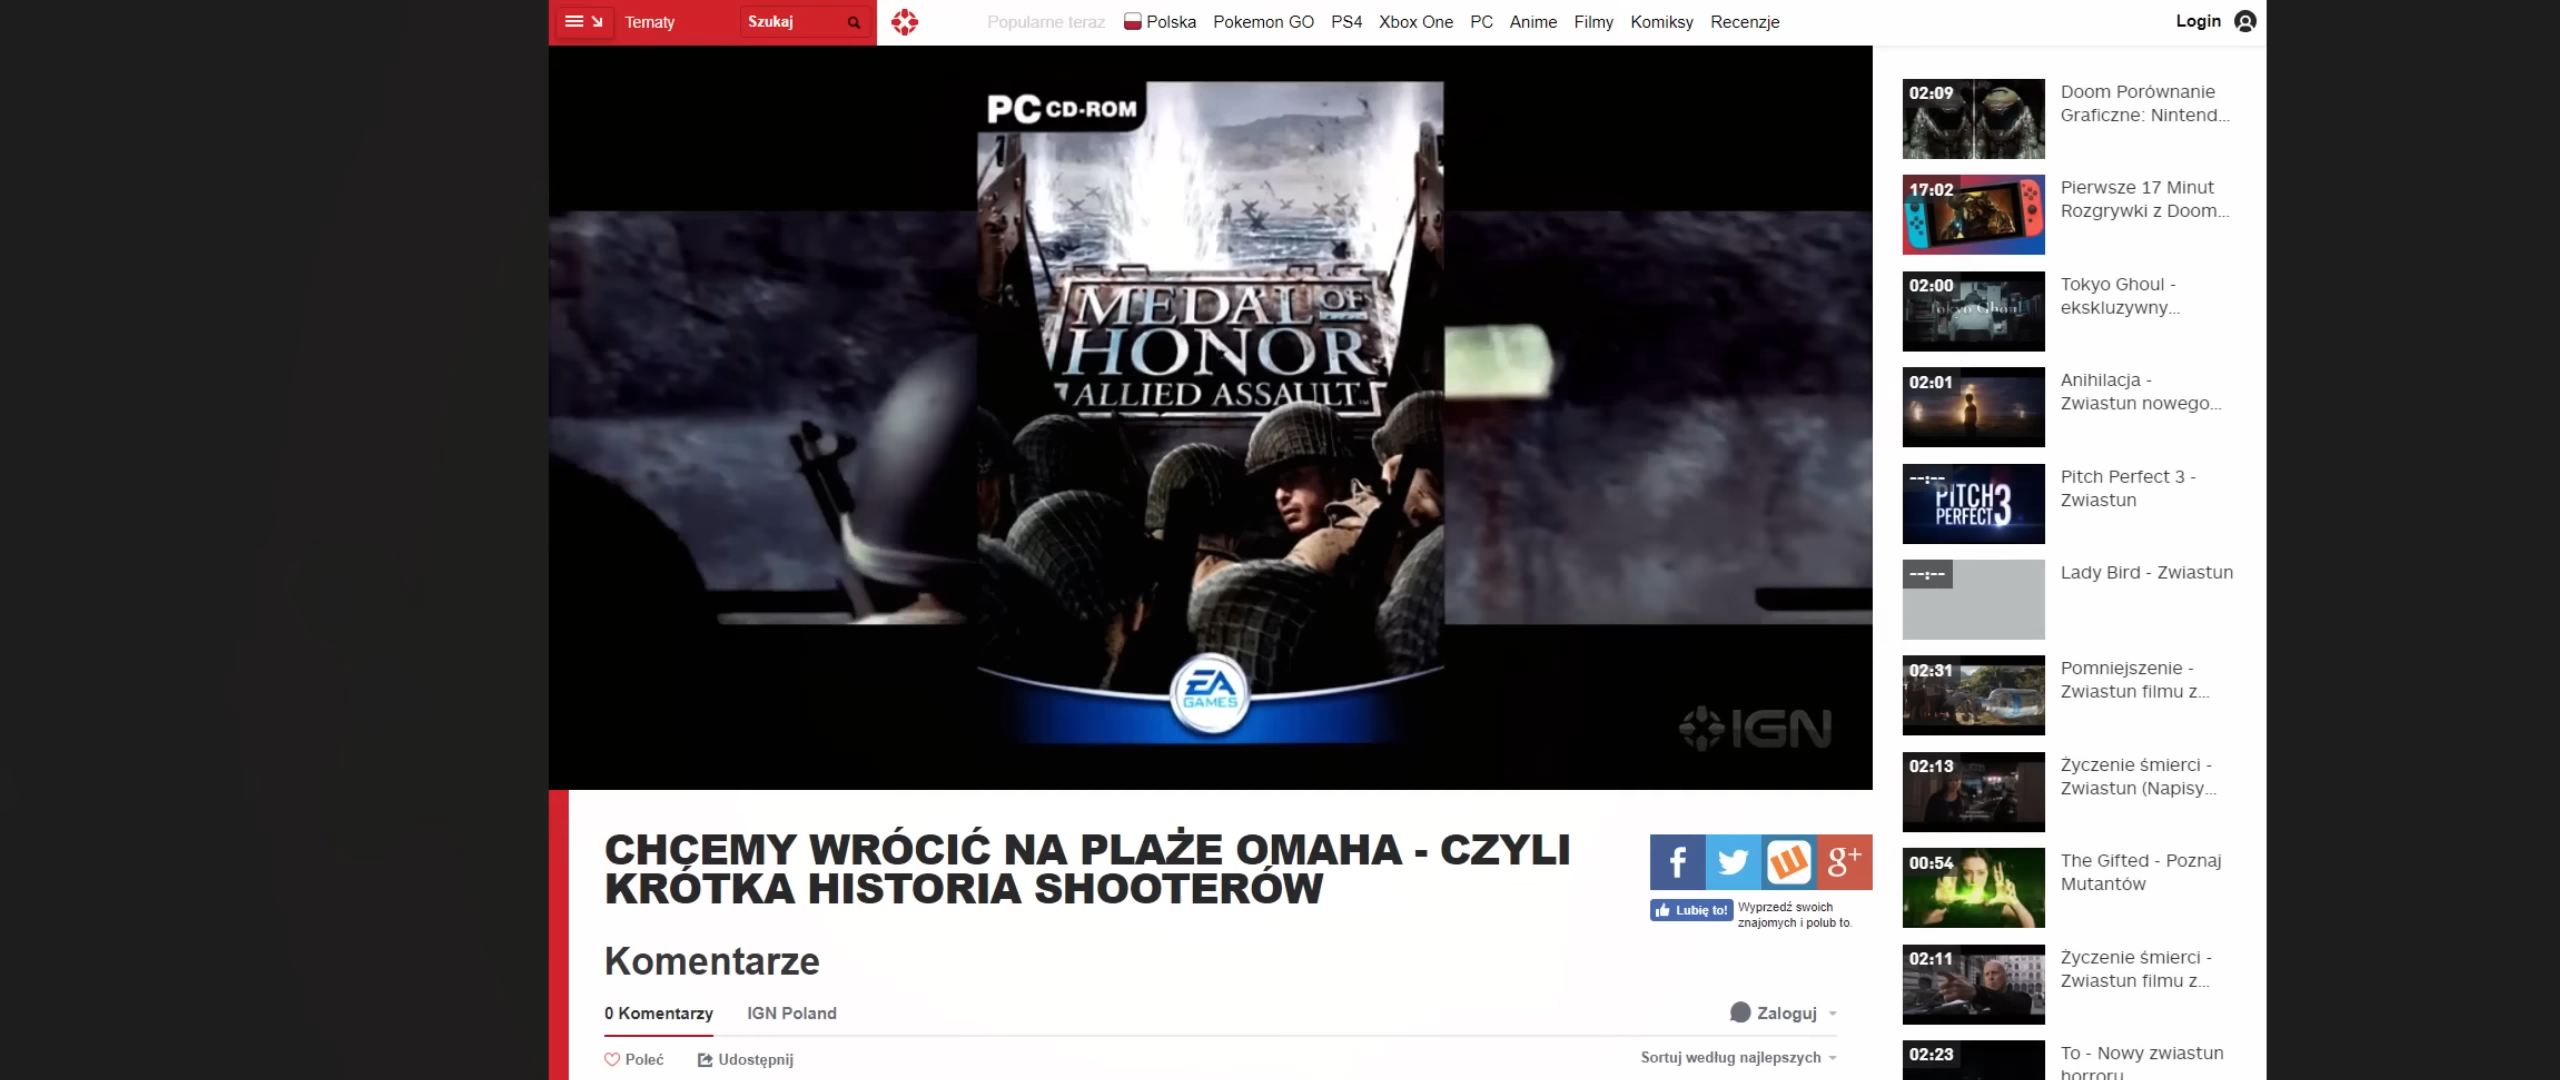 Tematy
Szukaj
Popularne teraz
Polska
Pokemon GO
PS4
Xbox One
PC
Anime
Filmy
Komiksy
Recenzje
Login
PC CD-ROM
MEDAL OF
HONOR
ALLIED ASSAULT™
EA
GAMES
IGN
CHCEMY WRÓCIĆ NA PLAŻE OMAHA - CZYLI
KRÓTKA HISTORIA SHOOTERÓW
f
g+
Lubię to!
Wyprzedź swoich
znajomych i polub to.
Komentarze
0 Komentarzy
IGN Poland
Zaloguj
Poleć
Udostępnij
Sortuj według najlepszych
02:09
Doom Porównanie
Graficzne: Nintend...
17:02
Pierwsze 17 Minut
Rozgrywki z Doom...
02:00
Tokyo Ghoul
Tokyo Ghoul -
ekskluzywny...
02:01
Anihilacja -
Zwiastun nowego...
--:--
PITCH
PERFECT 3
Pitch Perfect 3 -
Zwiastun
--:--
Lady Bird - Zwiastun
02:31
Pomniejszenie -
Zwiastun filmu z...
02:13
Życzenie śmierci -
Zwiastun (Napisy...
00:54
The Gifted - Poznaj
Mutantów
02:11
Życzenie śmierci -
Zwiastun filmu z...
02:23
To - Nowy zwiastun
horroru